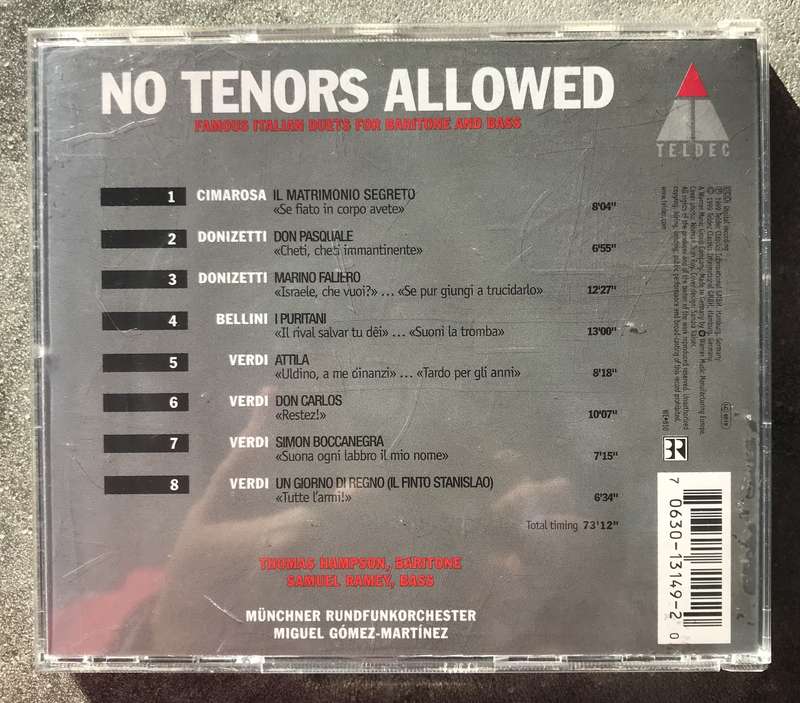 NO TENORS ALLOWED
FAMOUS ITALIAN DUETS FOR BARITONE AND BASS
TELDEC
1 CIMAROSA IL MATRIMONIO SEGRETO
«Se fiato in corpo avete» 8'04"
2 DONIZETTI DON PASQUALE
«Cheti, cheti immantinente» 6'55"
3 DONIZETTI MARINO FALIERO
«Israele, che vuoi?» ... «Se pur giungi a trucidarlo» 12'27"
4 BELLINI I PURITANI
«Il rival salvar tu dêi» ... «Suoni la tromba» 13'00"
5 VERDI ATTILA
«Uldino, a me dinanzi» ... «Tardo per gli anni» 8'18"
6 VERDI DON CARLOS
«Restez!» 10'07"
7 VERDI SIMON BOCCANEGRA
«Suona ogni labbro il mio nome» 7'15"
8 VERDI UN GIORNO DI REGNO (IL FINTO STANISLAO)
«Tutte l'armi!» 6'34"
Total timing 73'12"
THOMAS HAMPSON, BARITONE
SAMUEL RAMEY, BASS
MÜNCHNER RUNDFUNKORCHESTER
MIGUEL GÓMEZ-MARTÍNEZ
BR
7 0630-13149-2 0